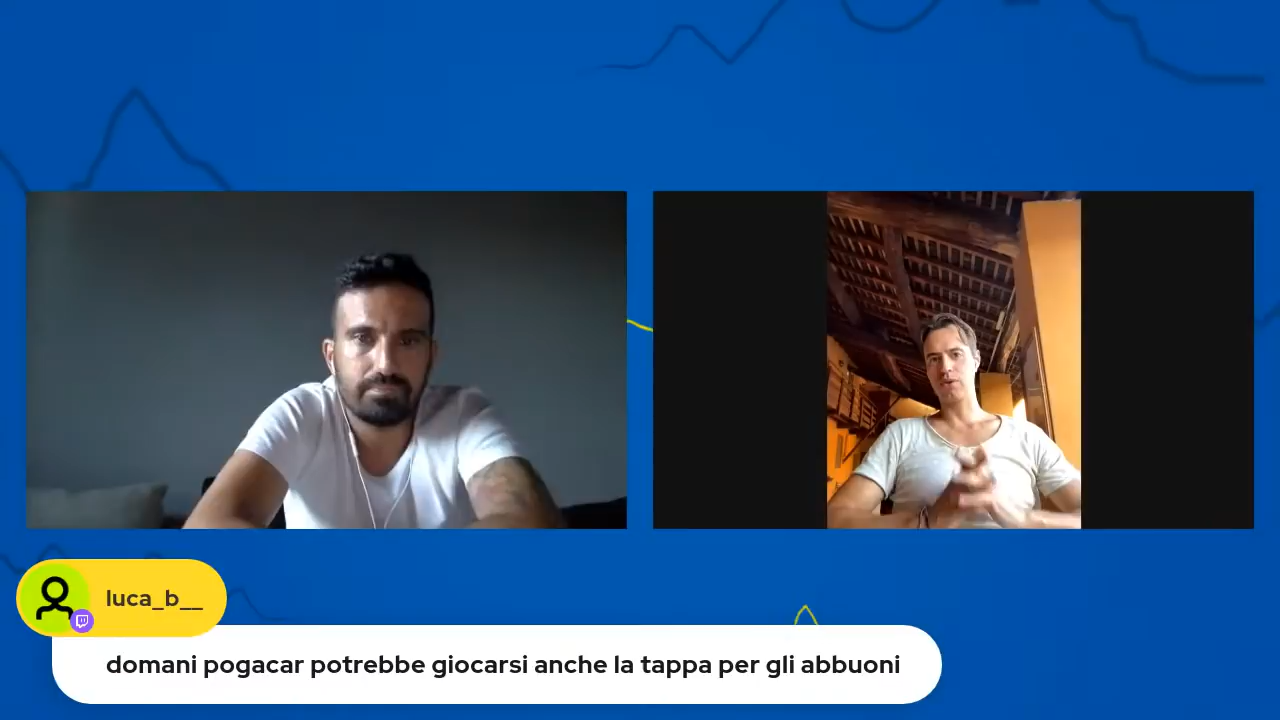 luca_b__
domani pogacar potrebbe giocarsi anche la tappa per gli abbuoni